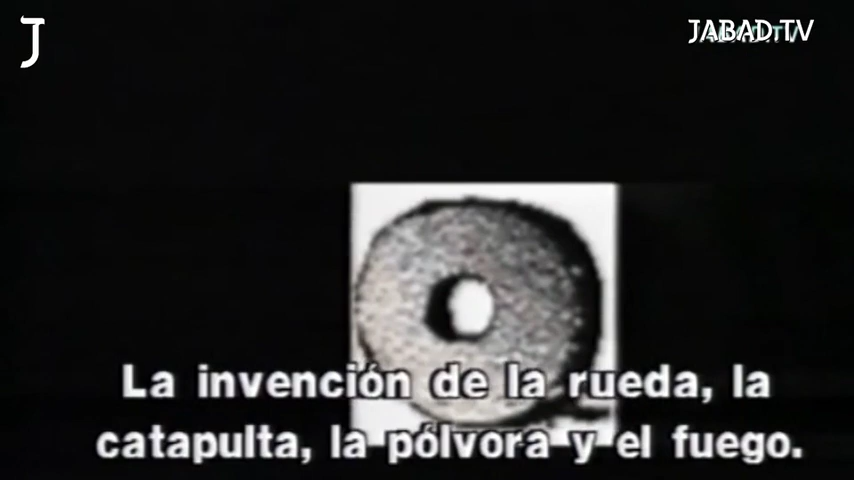 J
JABAD.TV
La invención de la rueda, la
catapulta, la pólvora y el fuego.